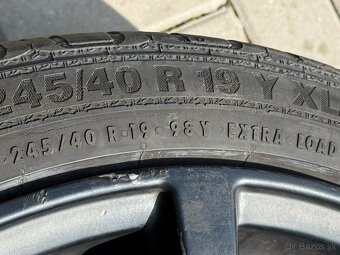 245/40 R 19 Y XL
245/40 R·19 98Y EXTRA LOAD
bazos.sk